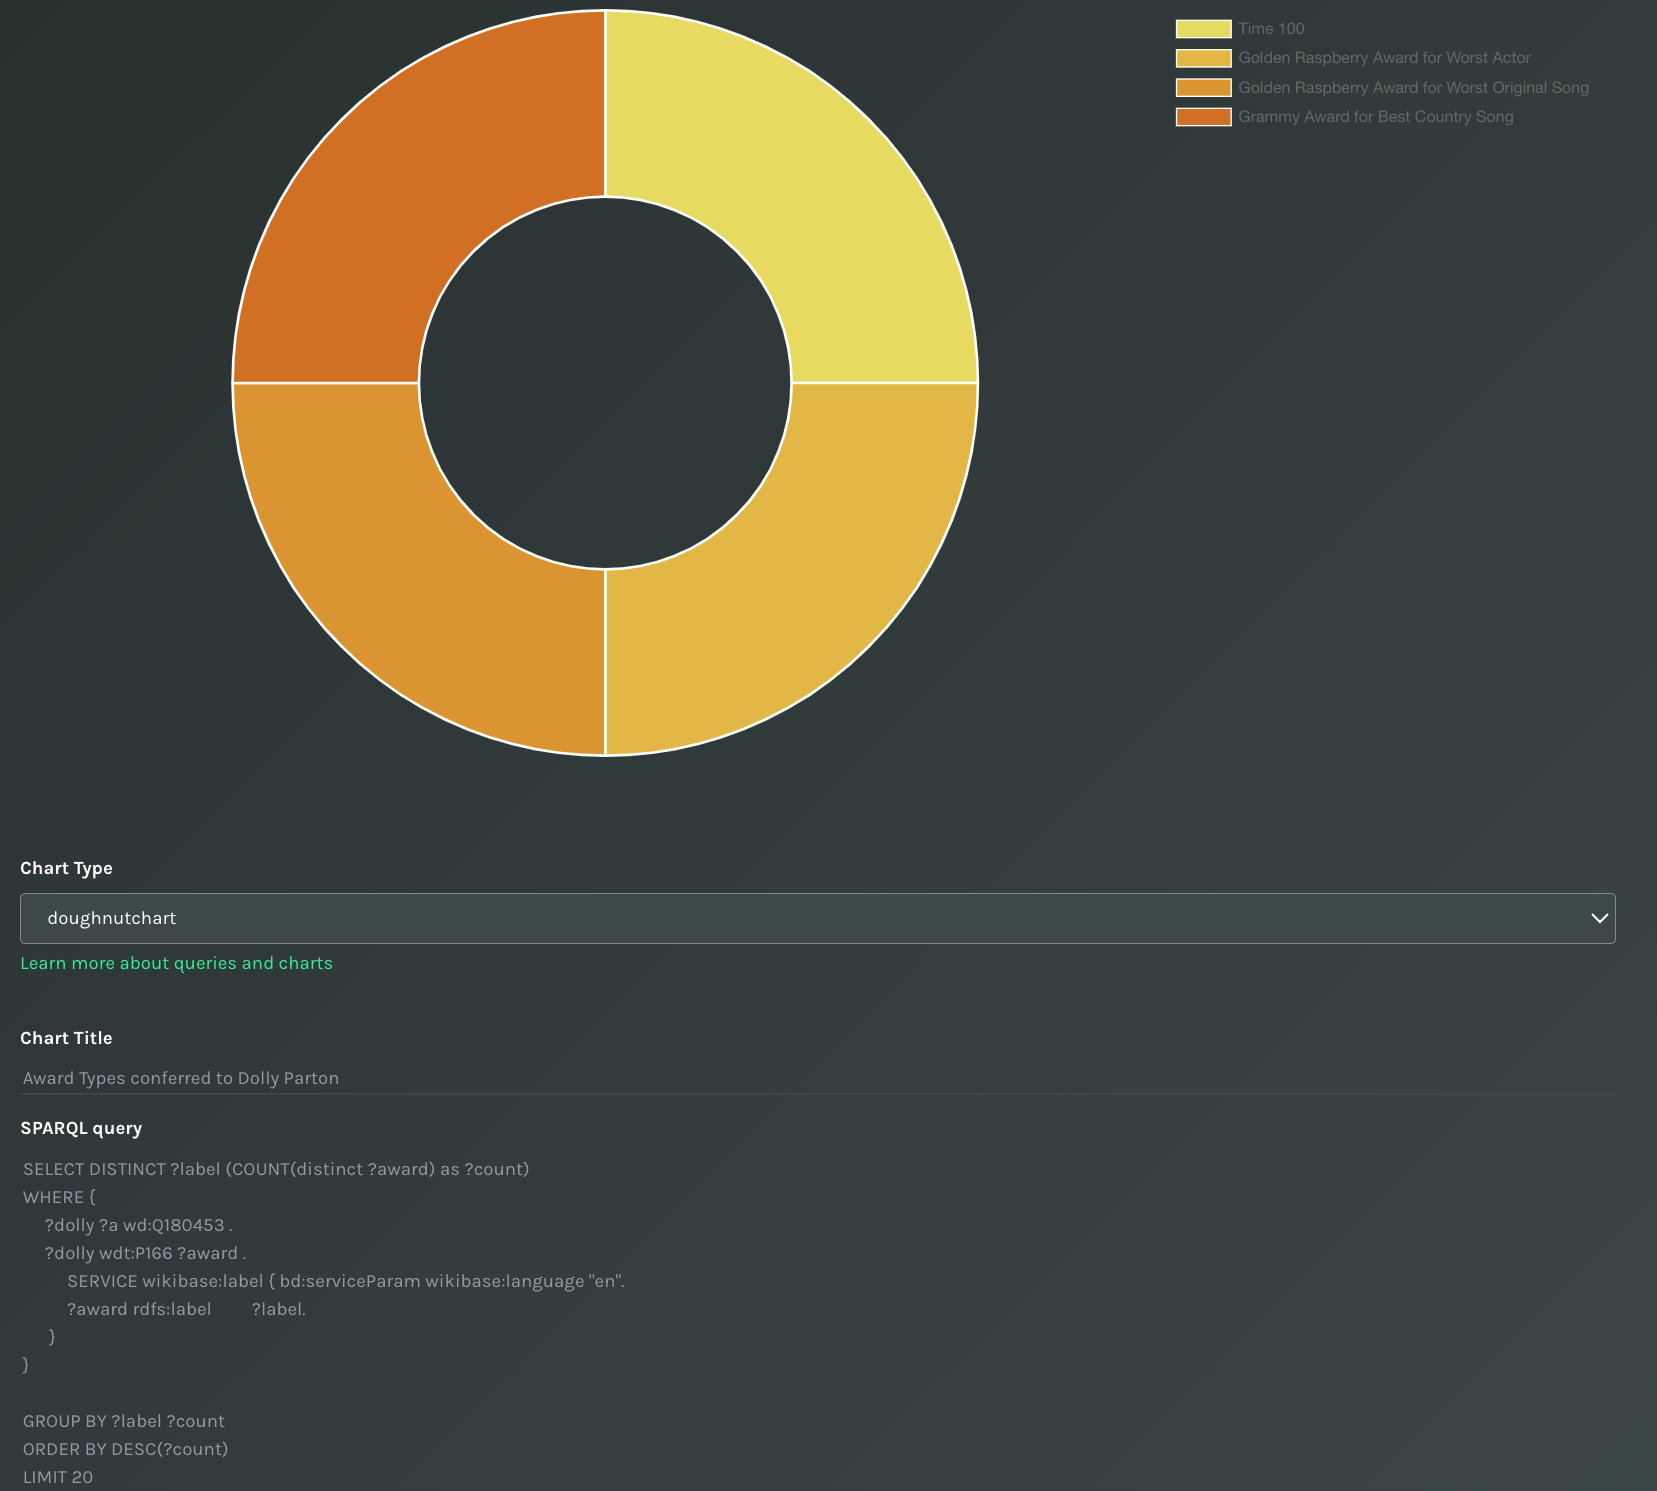 Time 100
Golden Raspberry Award for Worst Actor
Golden Raspberry Award for Worst Original Song
Grammy Award for Best Country Song
Chart Type
doughnutchart
Learn more about queries and charts
Chart Title
Award Types conferred to Dolly Parton
SPARQL query
SELECT DISTINCT ?label (COUNT(distinct ?award) as ?count)
WHERE {
?dolly ?a wd:Q180453 .
?dolly wdt:P166 ?award .
SERVICE wikibase:label { bd:serviceParam wikibase:language "en".
?award rdfs:label ?label.
}
}
GROUP BY ?label ?count
ORDER BY DESC(?count)
LIMIT 20